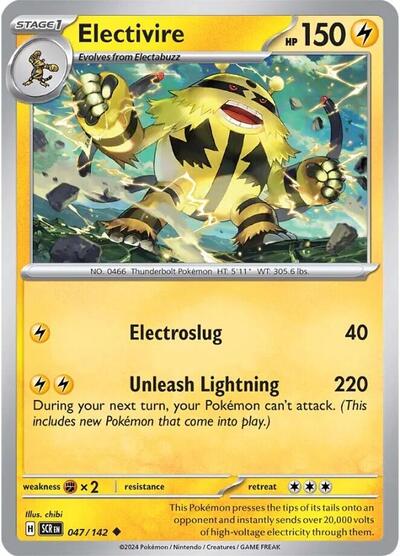 STAGE 1
Electivire
HP 150
Evolves from Electabuzz
NO. 0466 Thunderbolt Pokémon HT: 5'11" WT: 305.6 lbs.
Electroslug 40
Unleash Lightning 220
During your next turn, your Pokémon can't attack. (This
includes new Pokémon that come into play.)
weakness ×2 resistance retreat
Illus. chibi
H SCR EN 047/142
This Pokémon presses the tips of its tails onto an
opponent and instantly sends over 20,000 volts
of high-voltage electricity through them.
©2024 Pokémon / Nintendo / Creatures / GAME FREAK